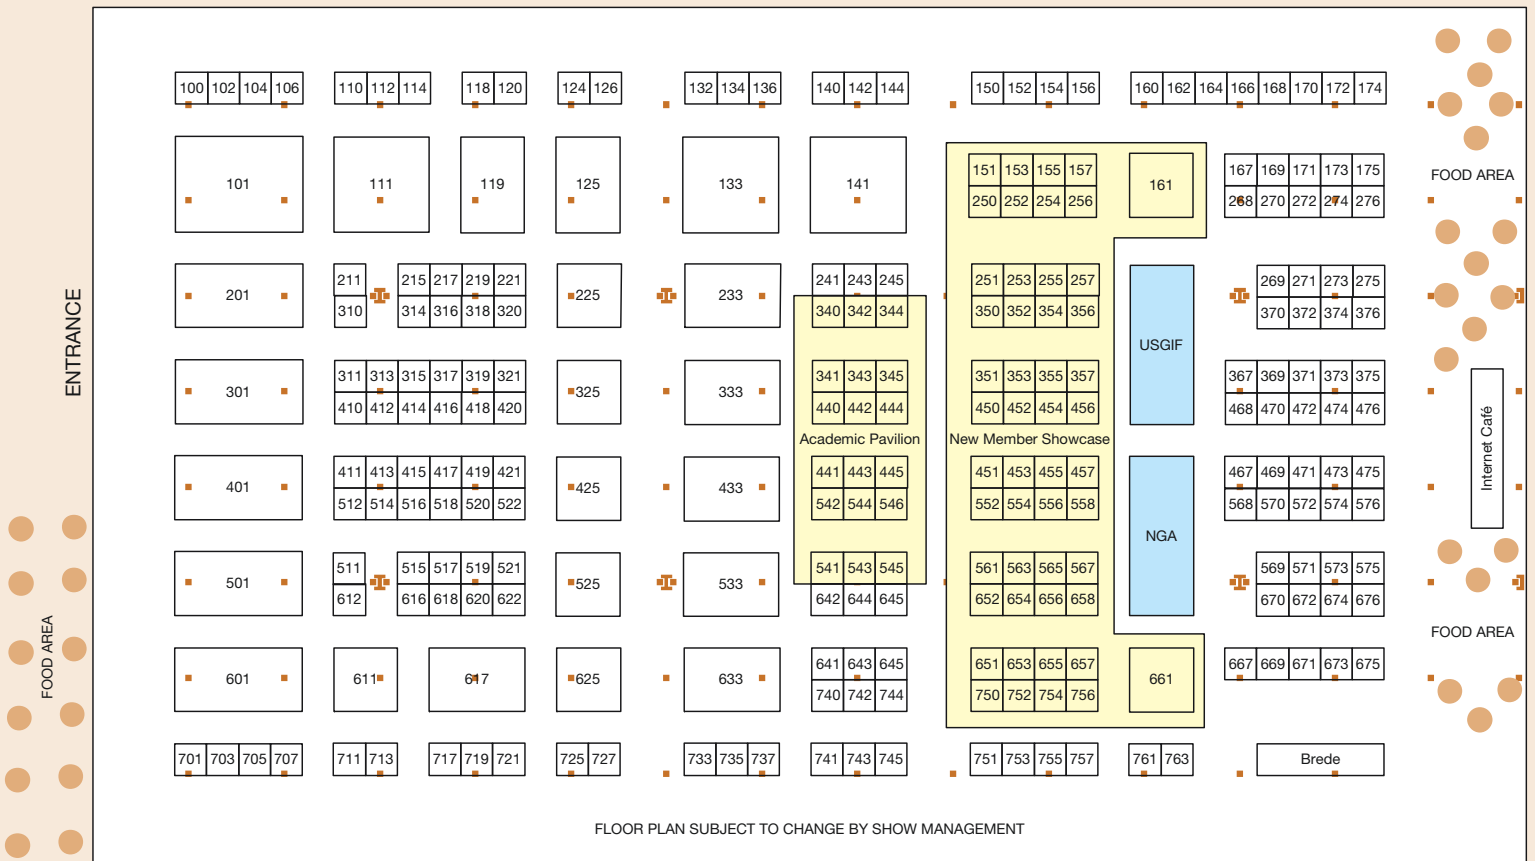 100 102 104 106 110 112 114 118 120 124 126 132 134 136 140 142 144 150 152 154 156 160 162 164 166 168 170 172 174
101 111 119 125 133 141 151 153 155 157 161 167 169 171 173 175
250 252 254 256 268 270 272 274 276
FOOD AREA
211 215 217 219 221 241 243 245 251 253 255 257 269 271 273 275
201 225 233
310 314 316 318 320 340 342 344 350 352 354 356 370 372 374 376
ENTRANCE
USGIF
311 313 315 317 319 321 341 343 345 351 353 355 357 367 369 371 373 375
301 325 333
410 412 414 416 418 420 440 442 444 450 452 454 456 468 470 472 474 476
Academic Pavilion New Member Showcase
Internet Café
411 413 415 417 419 421 441 443 445 451 453 455 457 467 469 471 473 475
401 425 433
512 514 516 518 520 522 542 544 546 552 554 556 558 568 570 572 574 576
NGA
511 515 517 519 521 541 543 545 561 563 565 567 569 571 573 575
501 525 533
612 616 618 620 622 642 644 645 652 654 656 658 670 672 674 676
FOOD AREA
FOOD AREA
641 643 645 651 653 655 657 667 669 671 673 675
601 611 617 625 633 661
740 742 744 750 752 754 756
701 703 705 707 711 713 717 719 721 725 727 733 735 737 741 743 745 751 753 755 757 761 763 Brede
FLOOR PLAN SUBJECT TO CHANGE BY SHOW MANAGEMENT